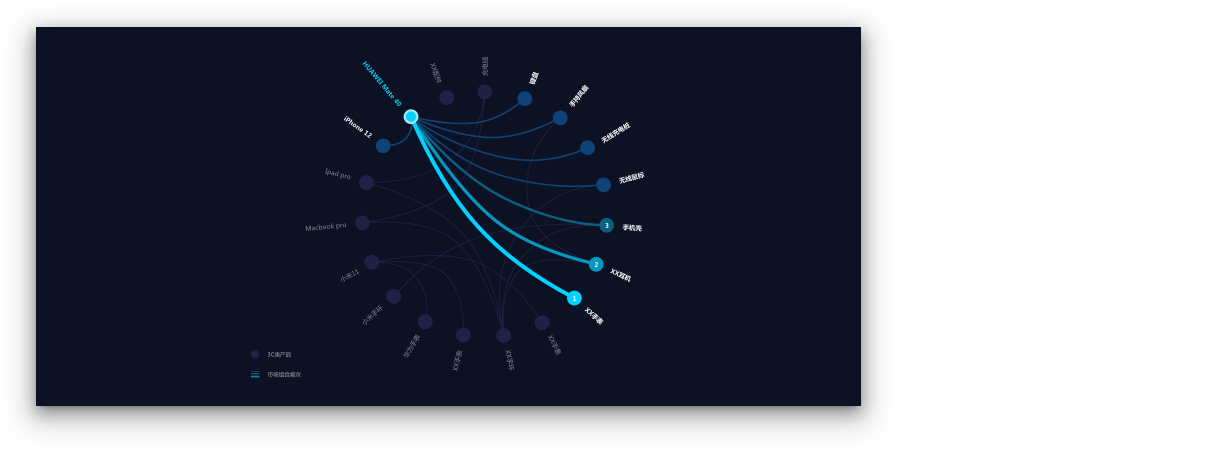 HUAWEI Mate 40
XX耳环
充电线
键盘
手持风扇
无线充电桩
无线鼠标
3
手机壳
2
XX耳机
1
XX手表
XX手表
XX手环
XX手表
华为手表
小米手环
小米11
Macbook pro
Ipad pro
iPhone 12
3C类产品
市场组合频次